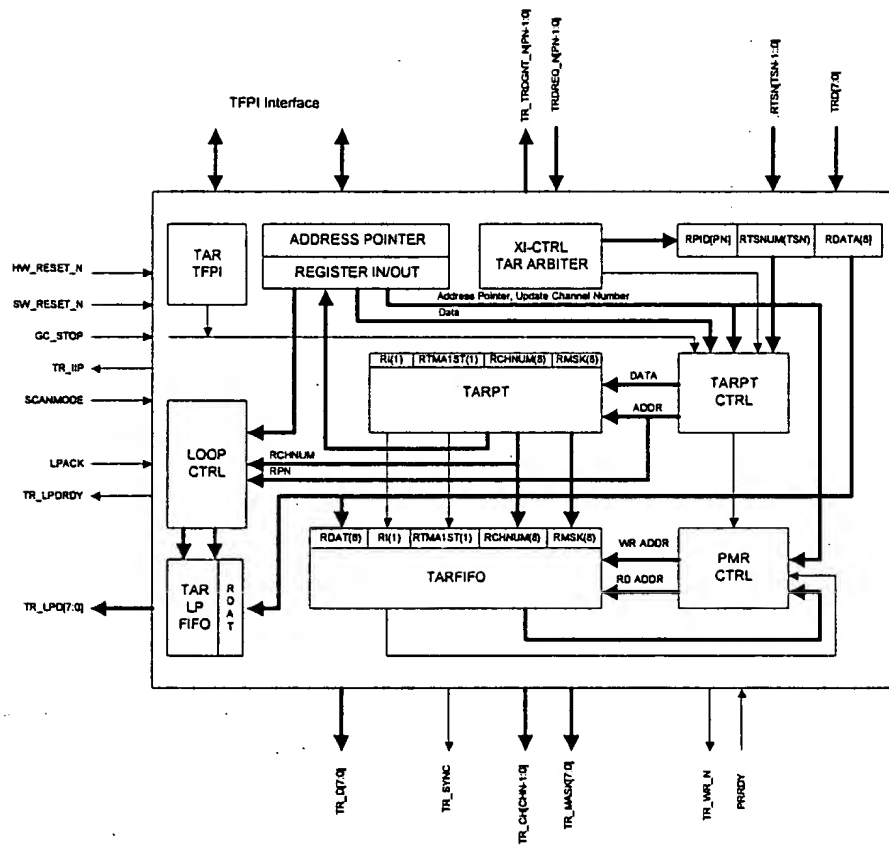 TR_TRDGNT_N[PN-1:0]
TRDREQ_N[PN-1:0]
RTSN[TSN-1:0]
TRD[7:0]
TFPI Interface
TAR
TFPI
ADDRESS POINTER
REGISTER IN/OUT
XI-CTRL
TAR ARBITER
RPID[PN]
RTSNUM(TSN)
RDATA(8)
HW_RESET_N
SW_RESET_N
GC_STOP
TR_IIP
SCANMODE
LPACK
TR_LPDRDY
TR_LPD[7:0]
Address Pointer, Update Channel Number
Data
RI(1)
RTMA1ST(1)
RCHNUM(8)
RMSK(8)
TARPT
DATA
ADDR
TARPT
CTRL
LOOP
CTRL
RCHNUM
RPN
RDAT(8)
RI(1)
RTMA1ST(1)
RCHNUM(8)
RMSK(8)
TARFIFO
WR ADDR
RD ADDR
PMR
CTRL
TAR
LP
FIFO
RDAT
TR_D[7:0]
TR_SYNC
TR_CH[CHN-1:0]
TR_MASK[7:0]
TR_WR_N
PRRDY